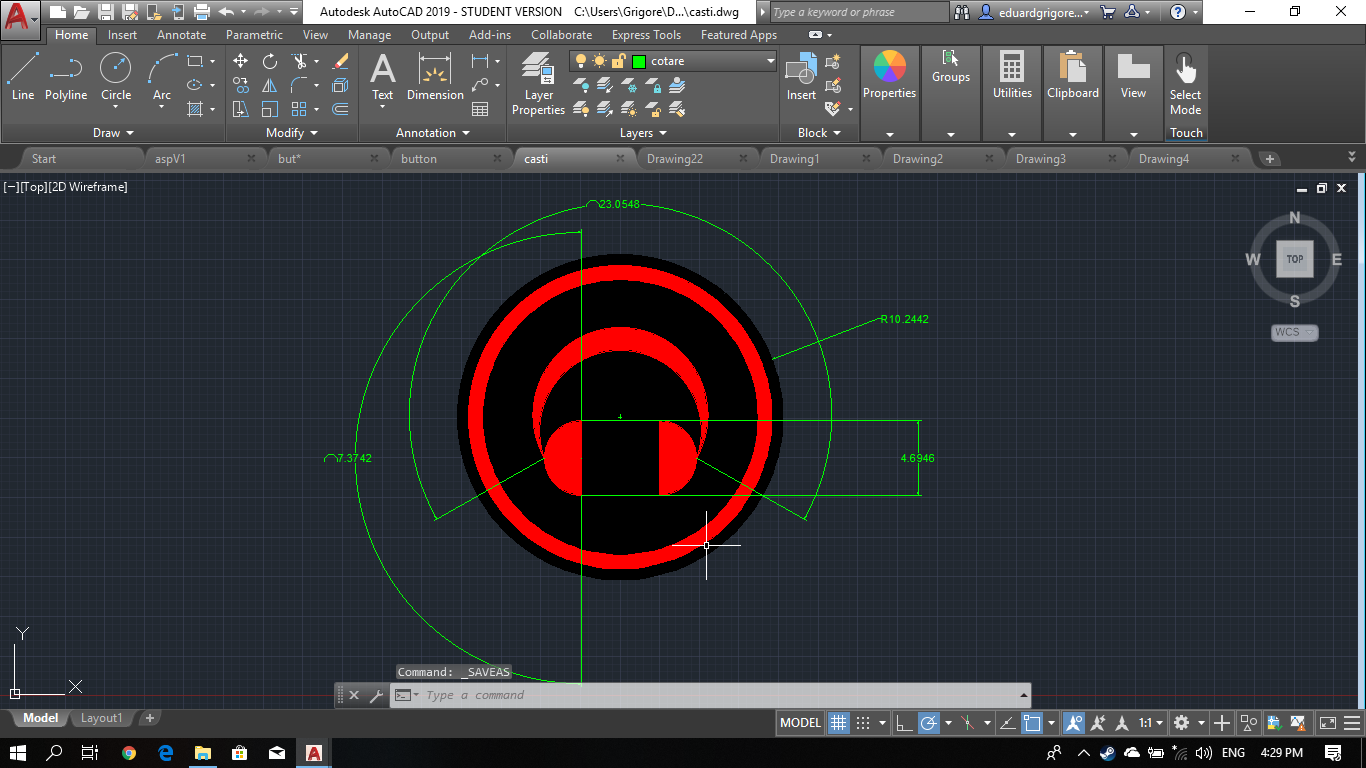 Autodesk AutoCAD 2019 - STUDENT VERSION C:\Users\Grigore\D...\casti.dwg
Type a keyword or phrase
eduardgrigore...
Home Insert Annotate Parametric View Manage Output Add-ins Collaborate Express Tools Featured Apps
Line Polyline Circle Arc
Draw
Modify
Text Dimension
Annotation
Layer Properties
cotare
Layers
Insert
Block
Properties
Groups
Utilities
Clipboard
View
Select Mode
Touch
Start aspV1 but* button casti Drawing22 Drawing1 Drawing2 Drawing3 Drawing4
[−][Top][2D Wireframe]
23.0548
N
W TOP E
S
WCS
R10.2442
7.3742
4.6946
Y
X
Command: _SAVEAS
Type a command
Model Layout1
MODEL
1:1
ENG 4:29 PM